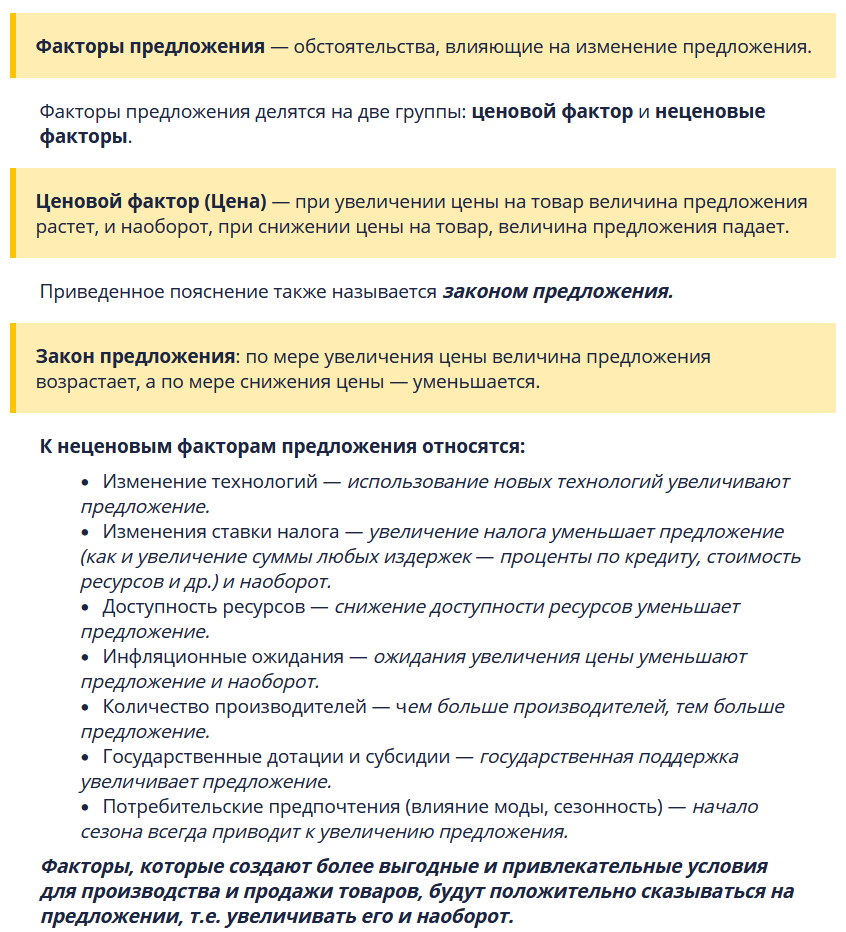 Факторы предложения — обстоятельства, влияющие на изменение предложения.
Факторы предложения делятся на две группы: ценовой фактор и неценовые
факторы.
Ценовой фактор (Цена) — при увеличении цены на товар величина предложения
растет, и наоборот, при снижении цены на товар, величина предложения падает.
Приведенное пояснение также называется законом предложения.
Закон предложения: по мере увеличения цены величина предложения
возрастает, а по мере снижения цены — уменьшается.
К неценовым факторам предложения относятся:
• Изменение технологий — использование новых технологий увеличивают
предложение.
• Изменения ставки налога — увеличение налога уменьшает предложение
(как и увеличение суммы любых издержек — проценты по кредиту, стоимость
ресурсов и др.) и наоборот.
• Доступность ресурсов — снижение доступности ресурсов уменьшает
предложение.
• Инфляционные ожидания — ожидания увеличения цены уменьшают
предложение и наоборот.
• Количество производителей — чем больше производителей, тем больше
предложение.
• Государственные дотации и субсидии — государственная поддержка
увеличивает предложение.
• Потребительские предпочтения (влияние моды, сезонность) — начало
сезона всегда приводит к увеличению предложения.
Факторы, которые создают более выгодные и привлекательные условия
для производства и продажи товаров, будут положительно сказываться на
предложении, т.е. увеличивать его и наоборот.